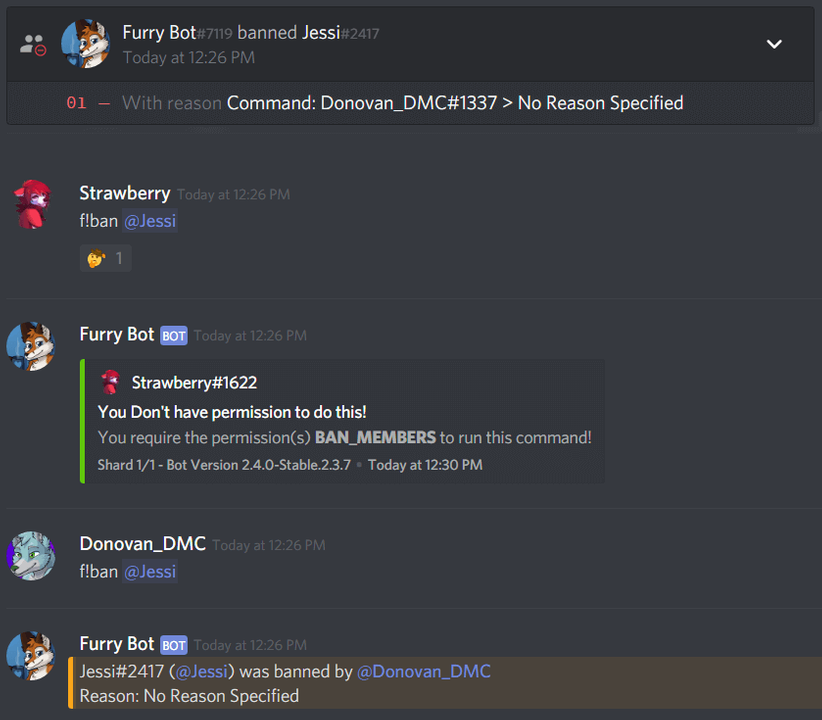 Furry Bot#7119 banned Jessi#2417
Today at 12:26 PM
01 — With reason Command: Donovan_DMC#1337 > No Reason Specified
Strawberry Today at 12:26 PM
f!ban @Jessi
1
Furry Bot BOT Today at 12:26 PM
Strawberry#1622
You Don't have permission to do this!
You require the permission(s) BAN_MEMBERS to run this command!
Shard 1/1 - Bot Version 2.4.0-Stable.2.3.7 • Today at 12:30 PM
Donovan_DMC Today at 12:26 PM
f!ban @Jessi
Furry Bot BOT Today at 12:26 PM
Jessi#2417 (@Jessi) was banned by @Donovan_DMC
Reason: No Reason Specified